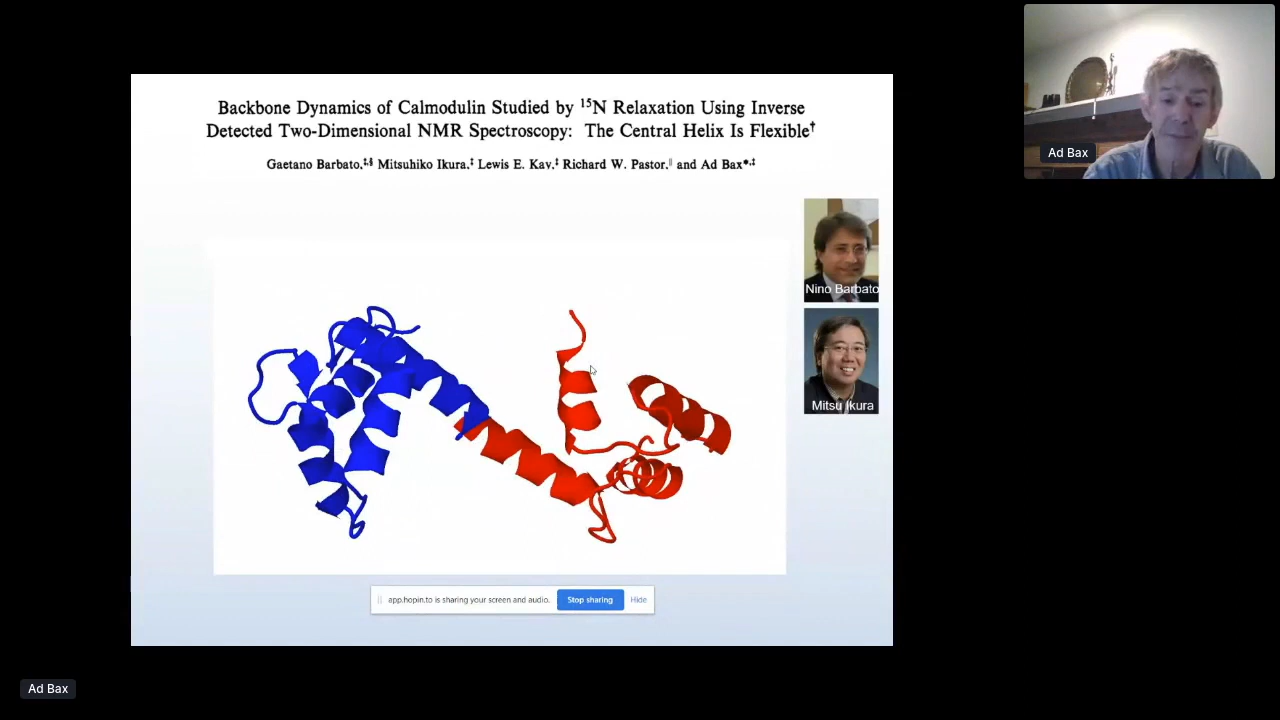 Backbone Dynamics of Calmodulin Studied by ¹⁵N Relaxation Using Inverse
Detected Two-Dimensional NMR Spectroscopy: The Central Helix Is Flexible†
Gaetano Barbato,‡,§ Mitsuhiko Ikura,‡ Lewis E. Kay,‡ Richard W. Pastor,∥ and Ad Bax*,‡
Ad Bax
Nino Barbato
Mitsu Ikura
app.hopin.to is sharing your screen and audio. Stop sharing Hide
Ad Bax